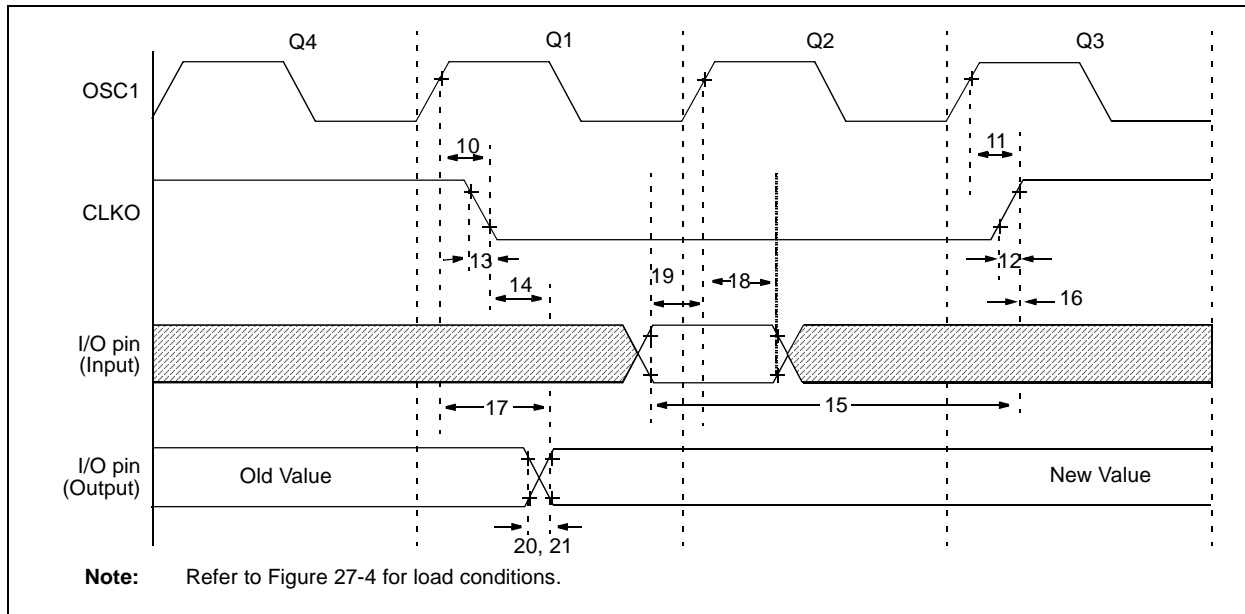 Q4 Q1 Q2 Q3
OSC1
10 11
CLKO
13 12
14 19 18 16
I/O pin
(Input)
17 15
I/O pin
(Output)
Old Value New Value
20, 21
Note: Refer to Figure 27-4 for load conditions.